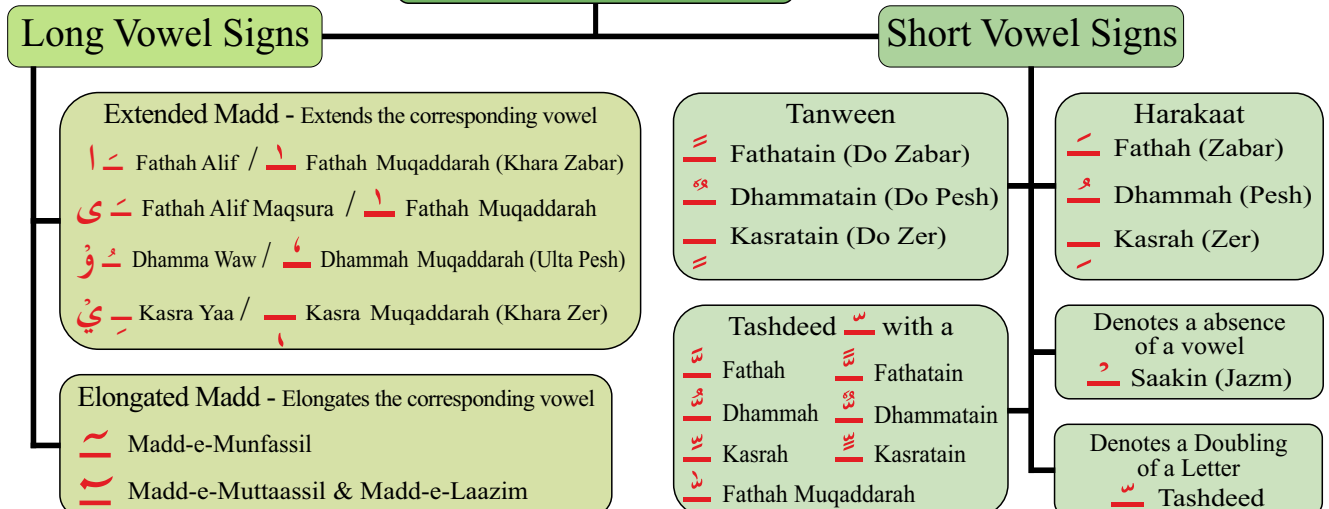 Long Vowel Signs
Short Vowel Signs
Extended Madd - Extends the corresponding vowel
ـَ ا Fathah Alif / ـٰ Fathah Muqaddarah (Khara Zabar)
ـَ ى Fathah Alif Maqsura / ـٰ Fathah Muqaddarah
ـُ وْ Dhamma Waw / ـٗ Dhammah Muqaddarah (Ulta Pesh)
ـِ يْ Kasra Yaa / ـٖ Kasra Muqaddarah (Khara Zer)
Elongated Madd - Elongates the corresponding vowel
ـٓ Madd-e-Munfassil
ـٓ Madd-e-Muttaassil & Madd-e-Laazim
Tanween
ـً Fathatain (Do Zabar)
ـٌ Dhammatain (Do Pesh)
ـٍ Kasratain (Do Zer)
Harakaat
ـَ Fathah (Zabar)
ـُ Dhammah (Pesh)
ـِ Kasrah (Zer)
Tashdeed ـّ with a
ـَّ Fathah ـًّ Fathatain
ـُّ Dhammah ـٌّ Dhammatain
ـِّ Kasrah ـٍّ Kasratain
ـّٰ Fathah Muqaddarah
Denotes a absence
of a vowel
ـْ Saakin (Jazm)
Denotes a Doubling
of a Letter
ـّ Tashdeed